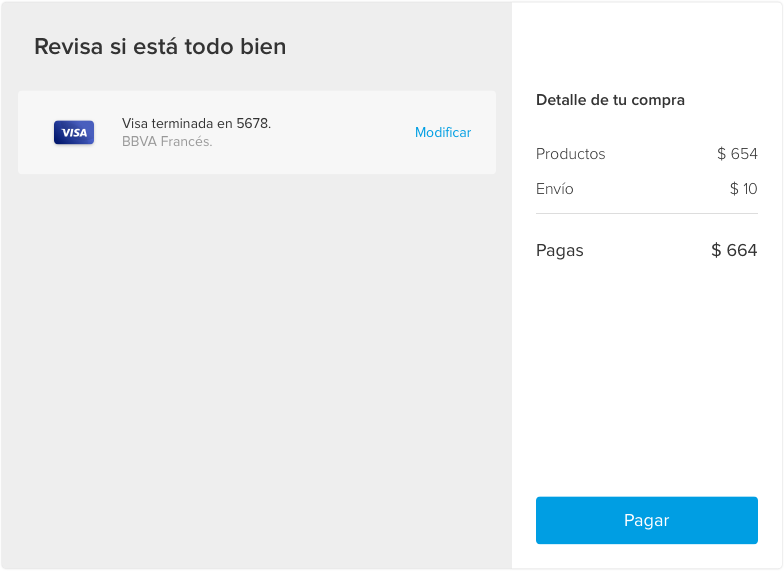 Revisa si está todo bien
VISA
Visa terminada en 5678.
BBVA Francés.
Modificar
Detalle de tu compra
Productos $ 654
Envío $ 10
Pagas $ 664
Pagar